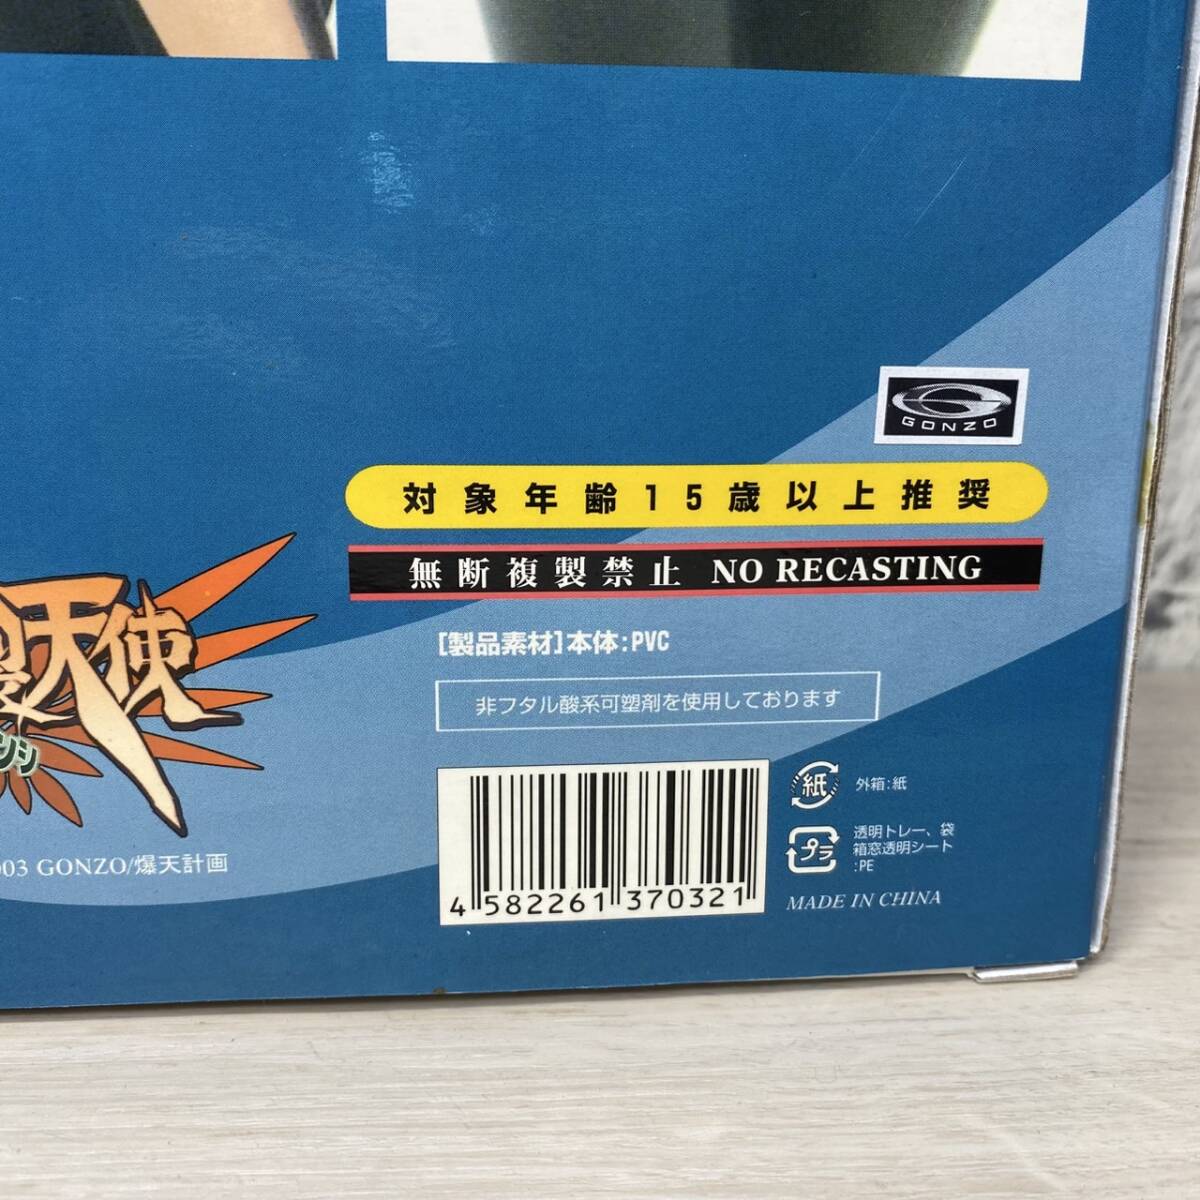 GONZO
対象年齢15歳以上推奨
無断複製禁止 NO RECASTING
[製品素材]本体:PVC
非フタル酸系可塑剤を使用しております
天使
ンシ
03 GONZO/爆天計画
4 582261 370321
紙
外箱:紙
プラ
透明トレー、袋
箱窓透明シート
:PE
MADE IN CHINA